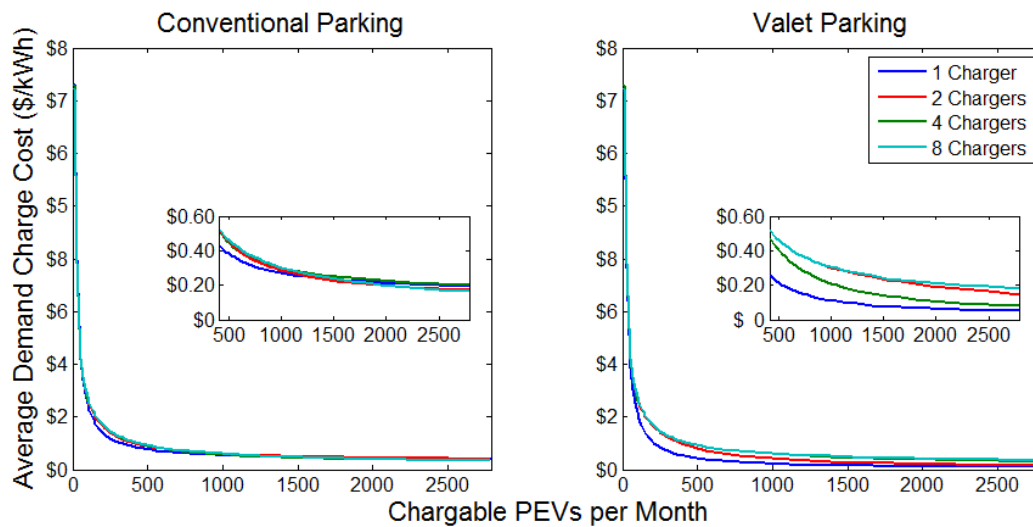 Conventional Parking
Average Demand Charge Cost ($/kWh)
$8
$7
$6
$5
$8
$6
$4
$2
$0
0 500 1000 1500 2000 2500
$0.60
$0.40
$0.20
$0
500 1000 1500 2000 2500
Valet Parking
$8
$7
$6
$5
$8
$6
$4
$2
$0
0 500 1000 1500 2000 2500
1 Charger
2 Chargers
4 Chargers
8 Chargers
$0.60
$0.40
$0.20
$ 0
500 1000 1500 2000 2500
Chargable PEVs per Month